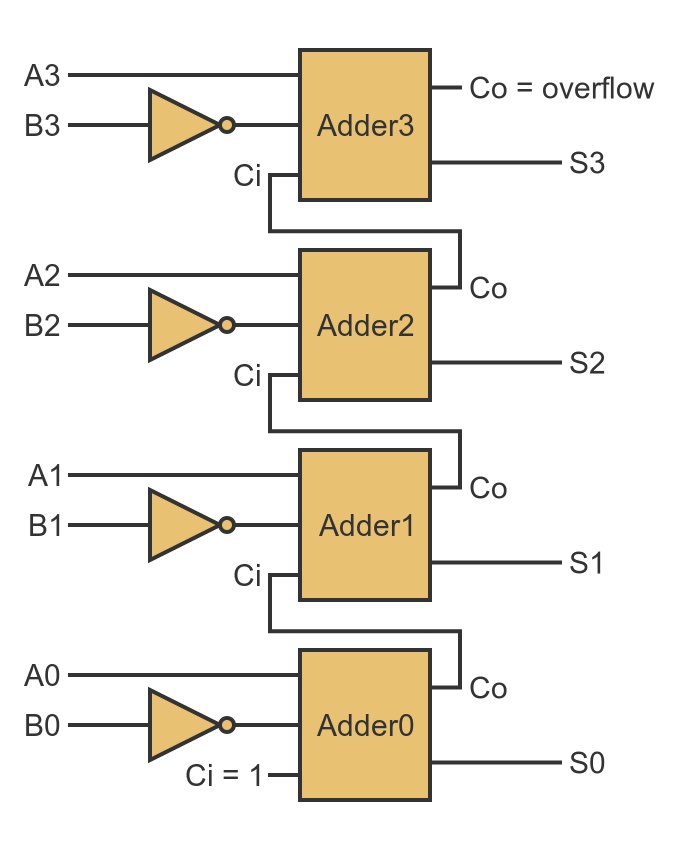 A3
Co = overflow
B3
Adder3
S3
Ci
A2
Co
B2
Adder2
S2
Ci
A1
Co
B1
Adder1
S1
Ci
A0
Co
B0
Adder0
S0
Ci = 1